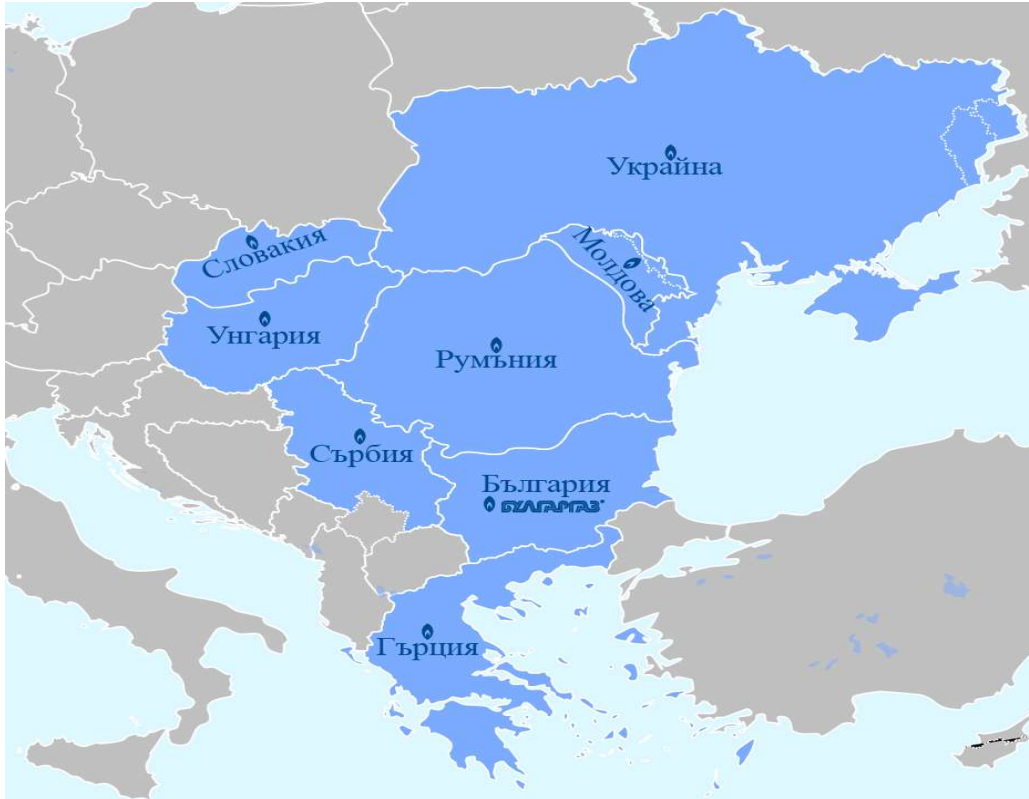 Украйна
Словакия
Молдова
Унгария
Румъния
Сърбия
България
БУЛГАРГАЗ
Гърция